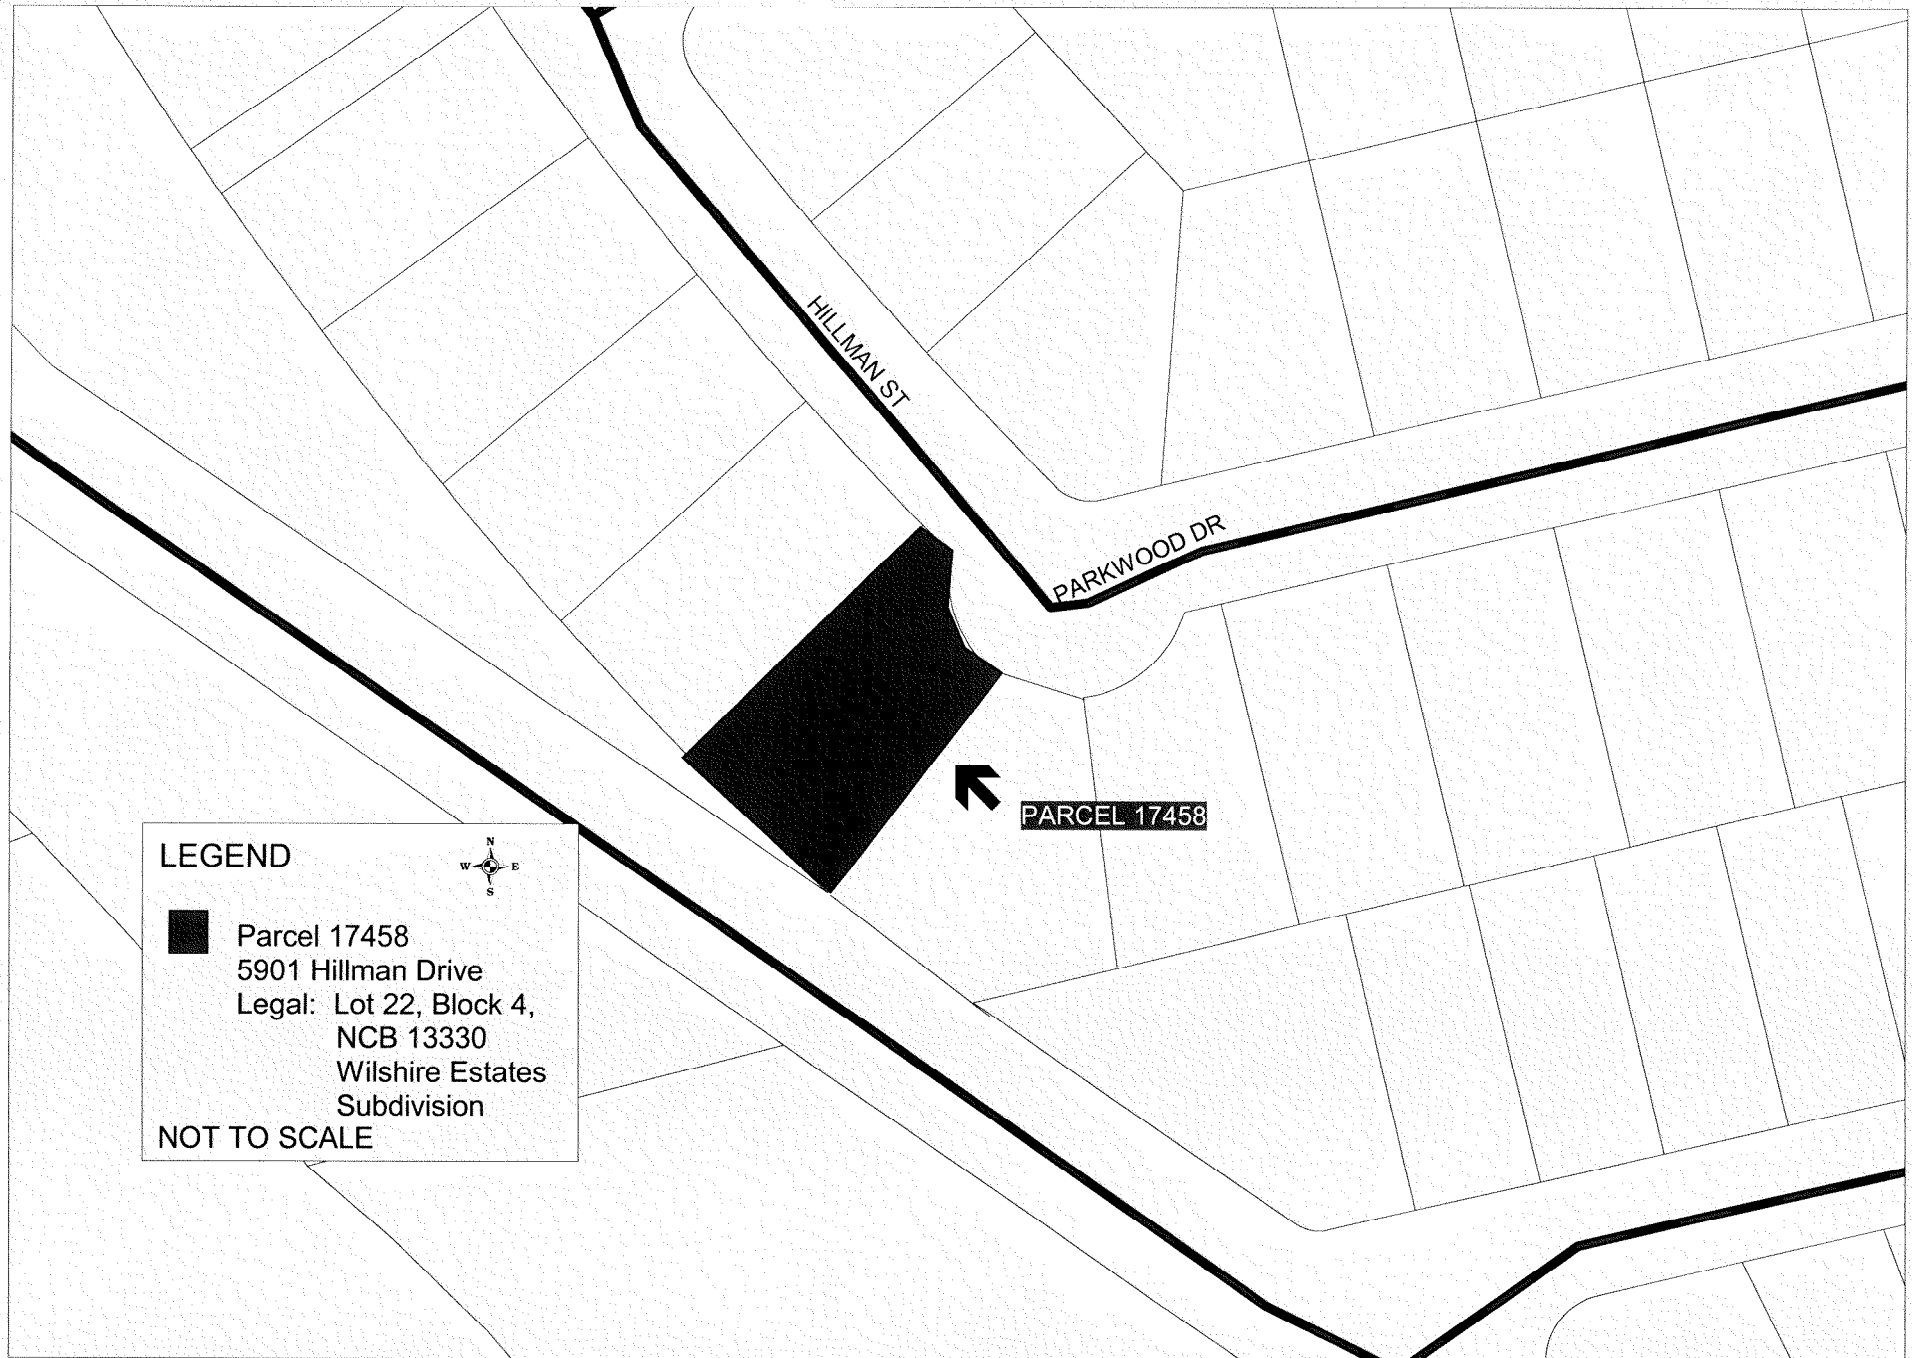 HILLMAN ST
PARKWOOD DR
PARCEL 17458
LEGEND
N
W E
S
Parcel 17458
5901 Hillman Drive
Legal: Lot 22, Block 4,
NCB 13330
Wilshire Estates
Subdivision
NOT TO SCALE